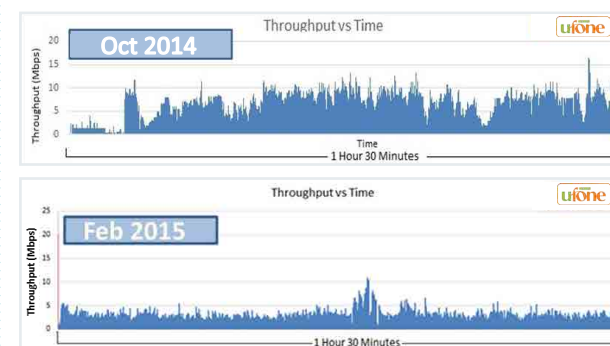 Throughput vs Time
ufone
Oct 2014
Throughput (Mbps)
20
15
10
5
0
Time
1 Hour 30 Minutes
Throughput vs Time
ufone
Feb 2015
Throughput (Mbps)
25
20
15
10
5
0
1 Hour 30 Minutes